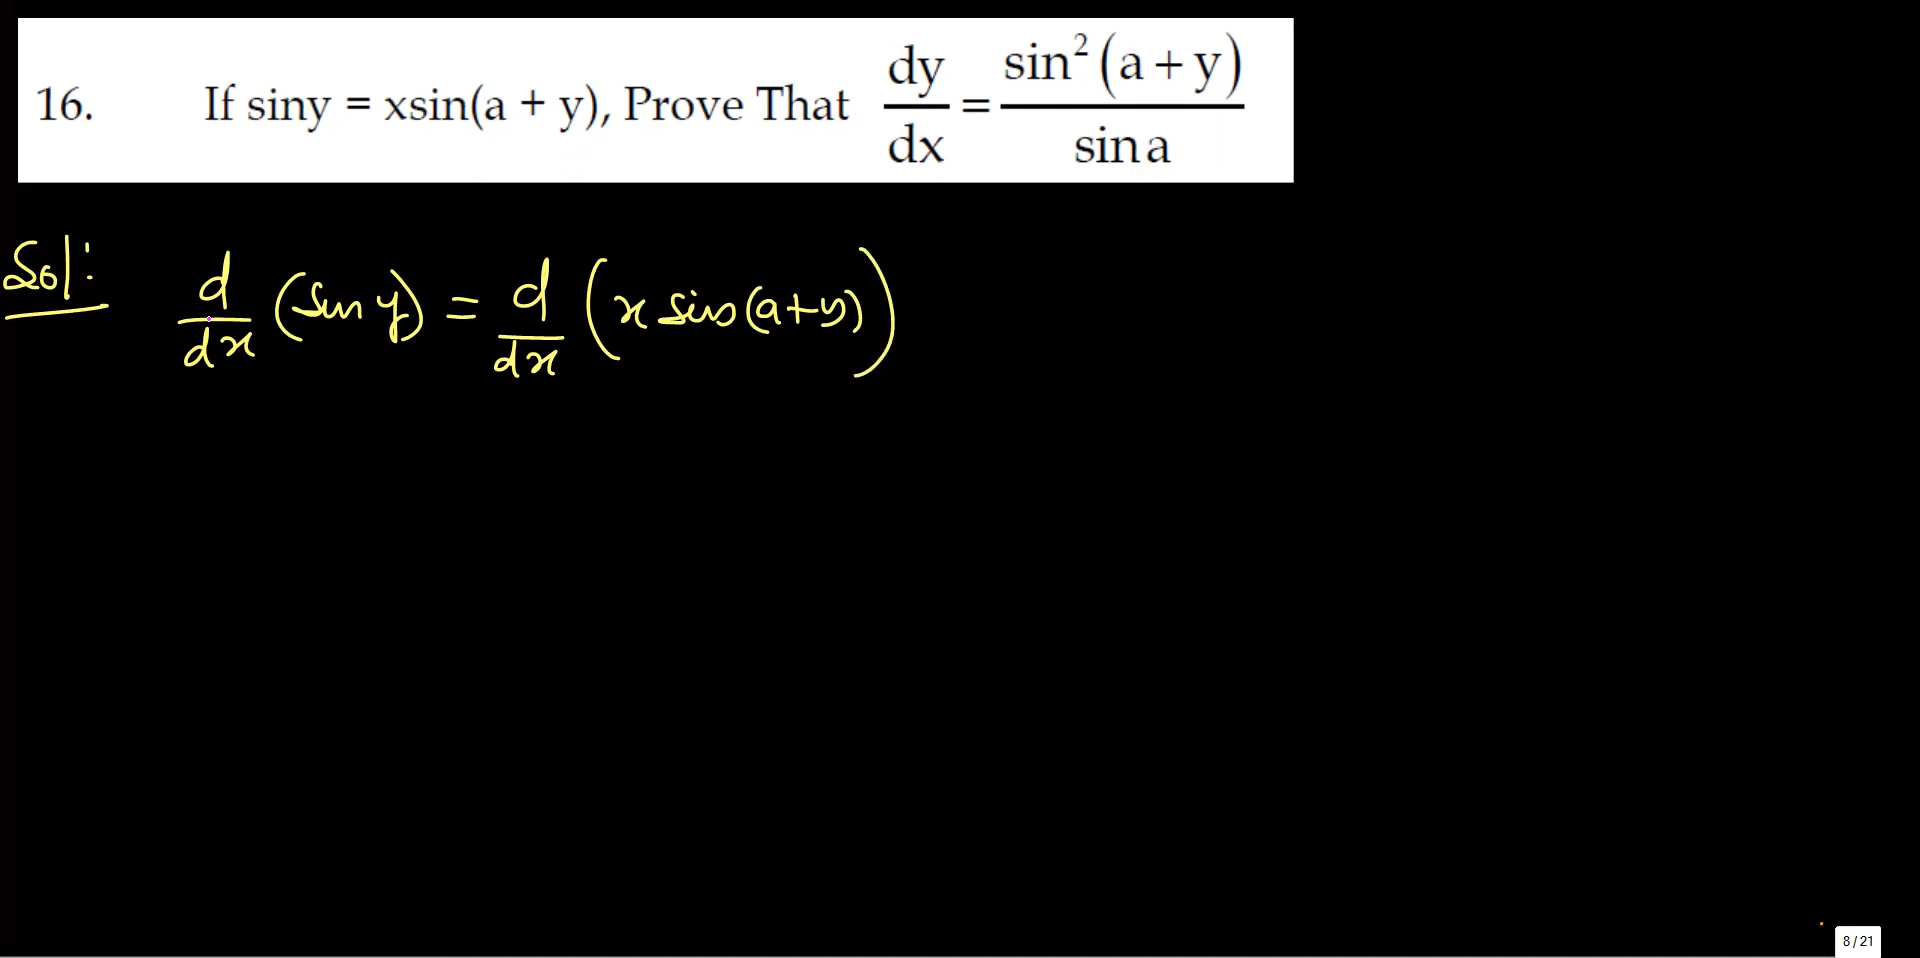 16. If siny = xsin(a + y), Prove That dy/dx = sin²(a + y)/sin a
Sol:
d/dx (sin y) = d/dx (x sin(a+y))
8 / 21